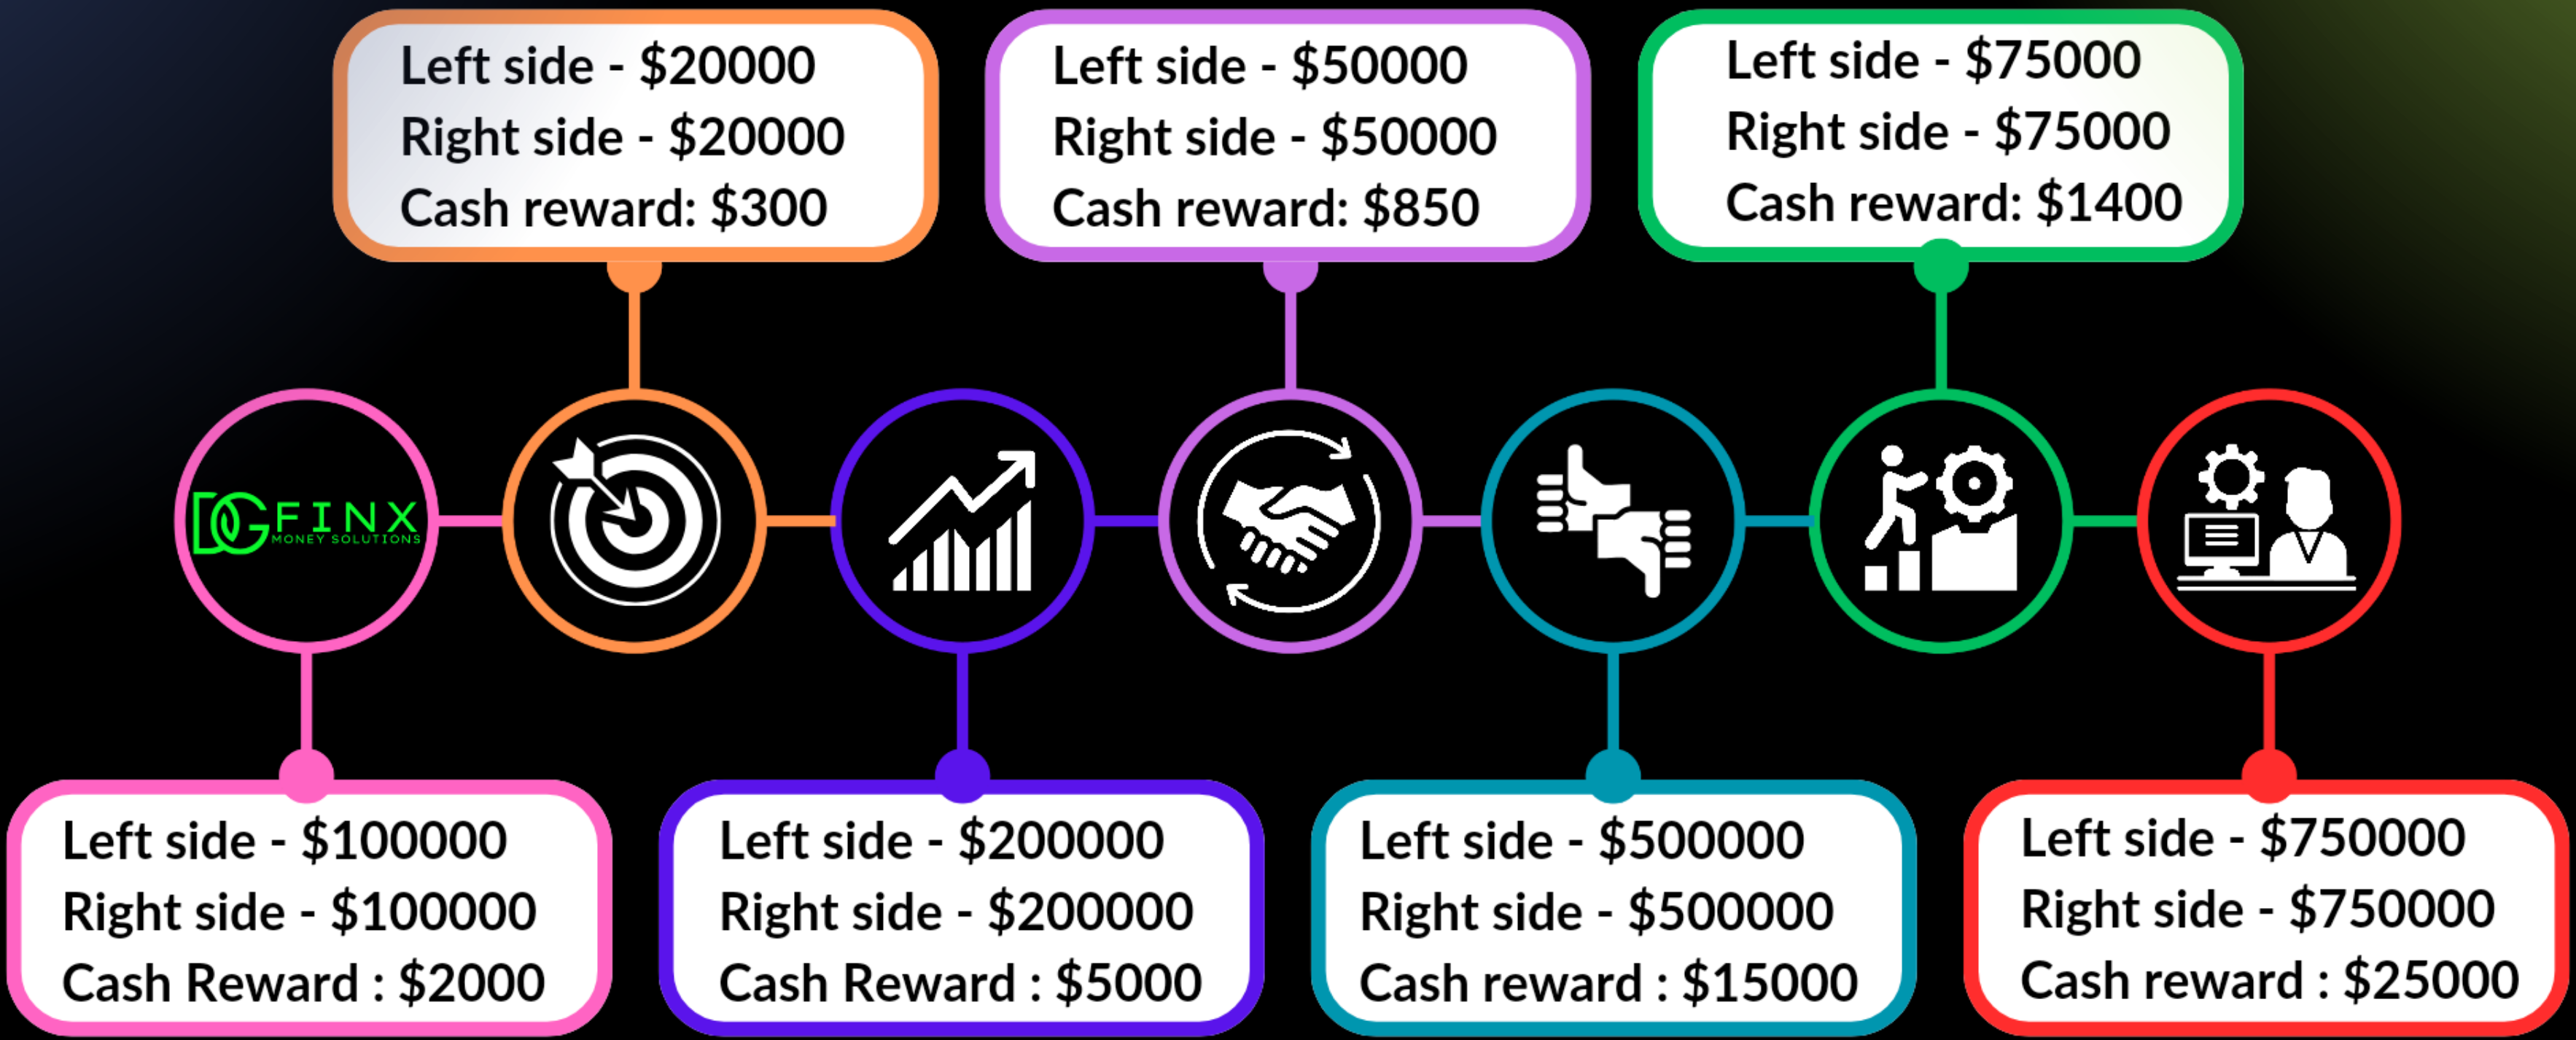 Left side - $20000
Right side - $20000
Cash reward: $300
Left side - $50000
Right side - $50000
Cash reward: $850
Left side - $75000
Right side - $75000
Cash reward: $1400
DGFINX
MONEY SOLUTIONS
Left side - $100000
Right side - $100000
Cash Reward : $2000
Left side - $200000
Right side - $200000
Cash Reward : $5000
Left side - $500000
Right side - $500000
Cash reward : $15000
Left side - $750000
Right side - $750000
Cash reward : $25000